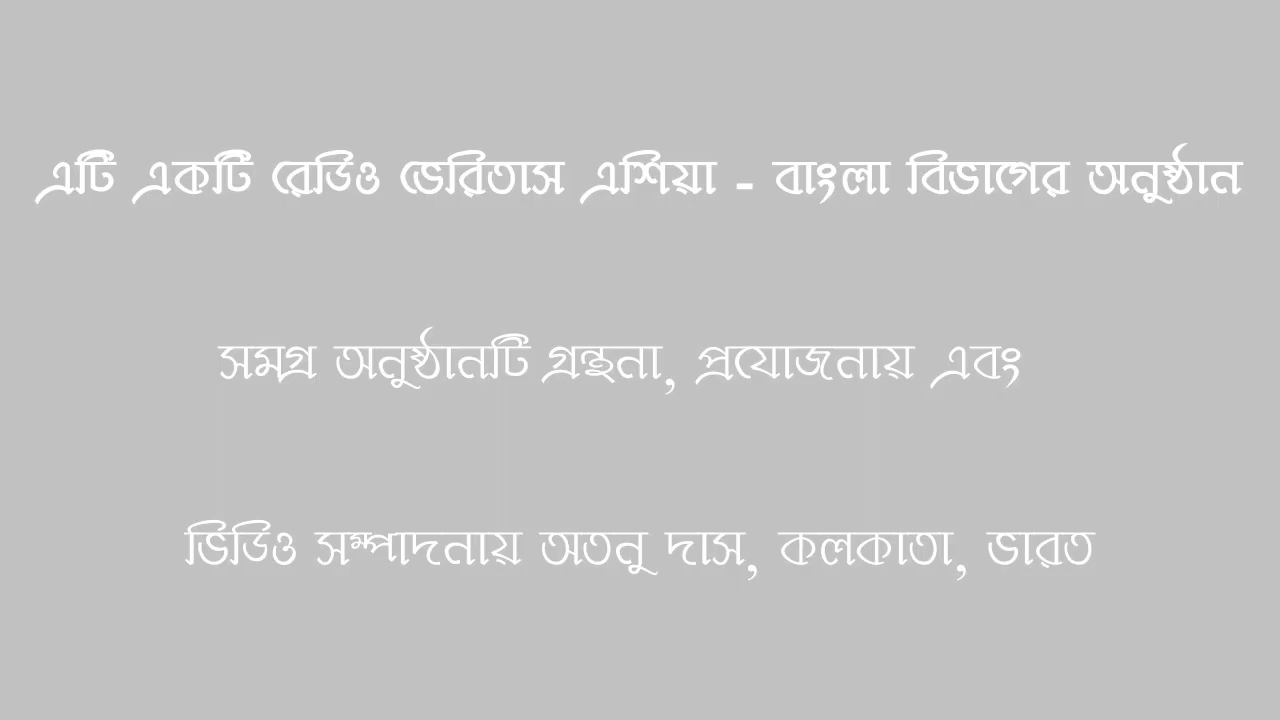 এটি একটি রেডিও ভেরিতাস এশিয়া - বাংলা বিভাগের অনুষ্ঠান
সমগ্র অনুষ্ঠানটি গ্রন্থনা, প্রযোজনায় এবং
ভিডিও সম্পাদনায় অতনু দাস, কলকাতা, ভারত